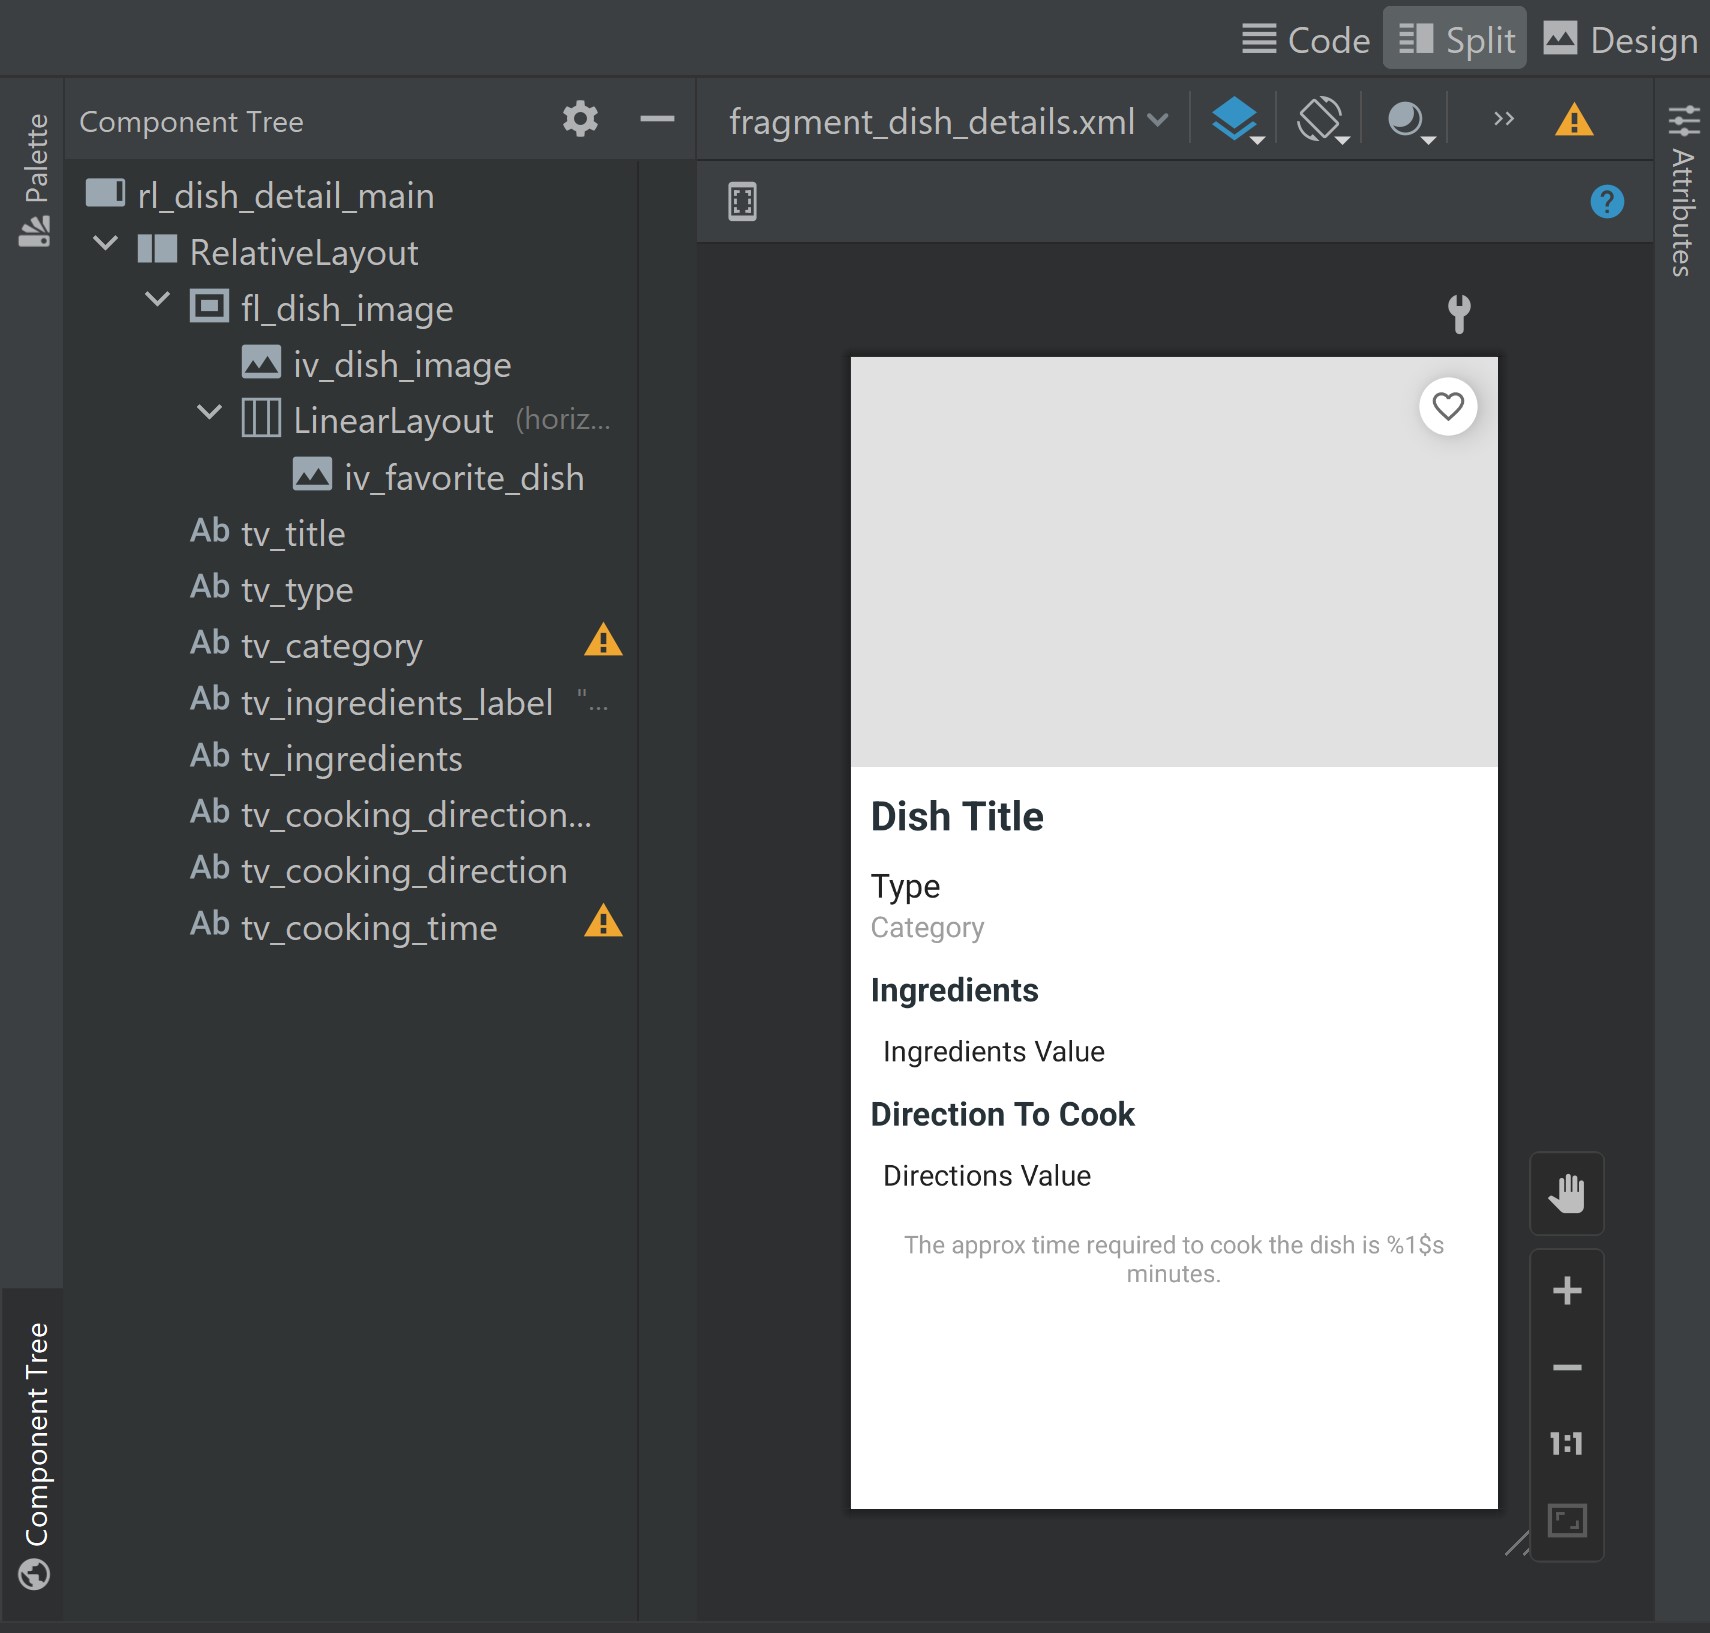 Code Split Design
Palette
Component Tree
fragment_dish_details.xml
Attributes
rl_dish_detail_main
RelativeLayout
fl_dish_image
iv_dish_image
LinearLayout (horiz...
iv_favorite_dish
Ab tv_title
Ab tv_type
Ab tv_category
Ab tv_ingredients_label "...
Ab tv_ingredients
Ab tv_cooking_direction...
Ab tv_cooking_direction
Ab tv_cooking_time
Component Tree
Dish Title
Type
Category
Ingredients
Ingredients Value
Direction To Cook
Directions Value
The approx time required to cook the dish is %1$s
minutes.
1:1